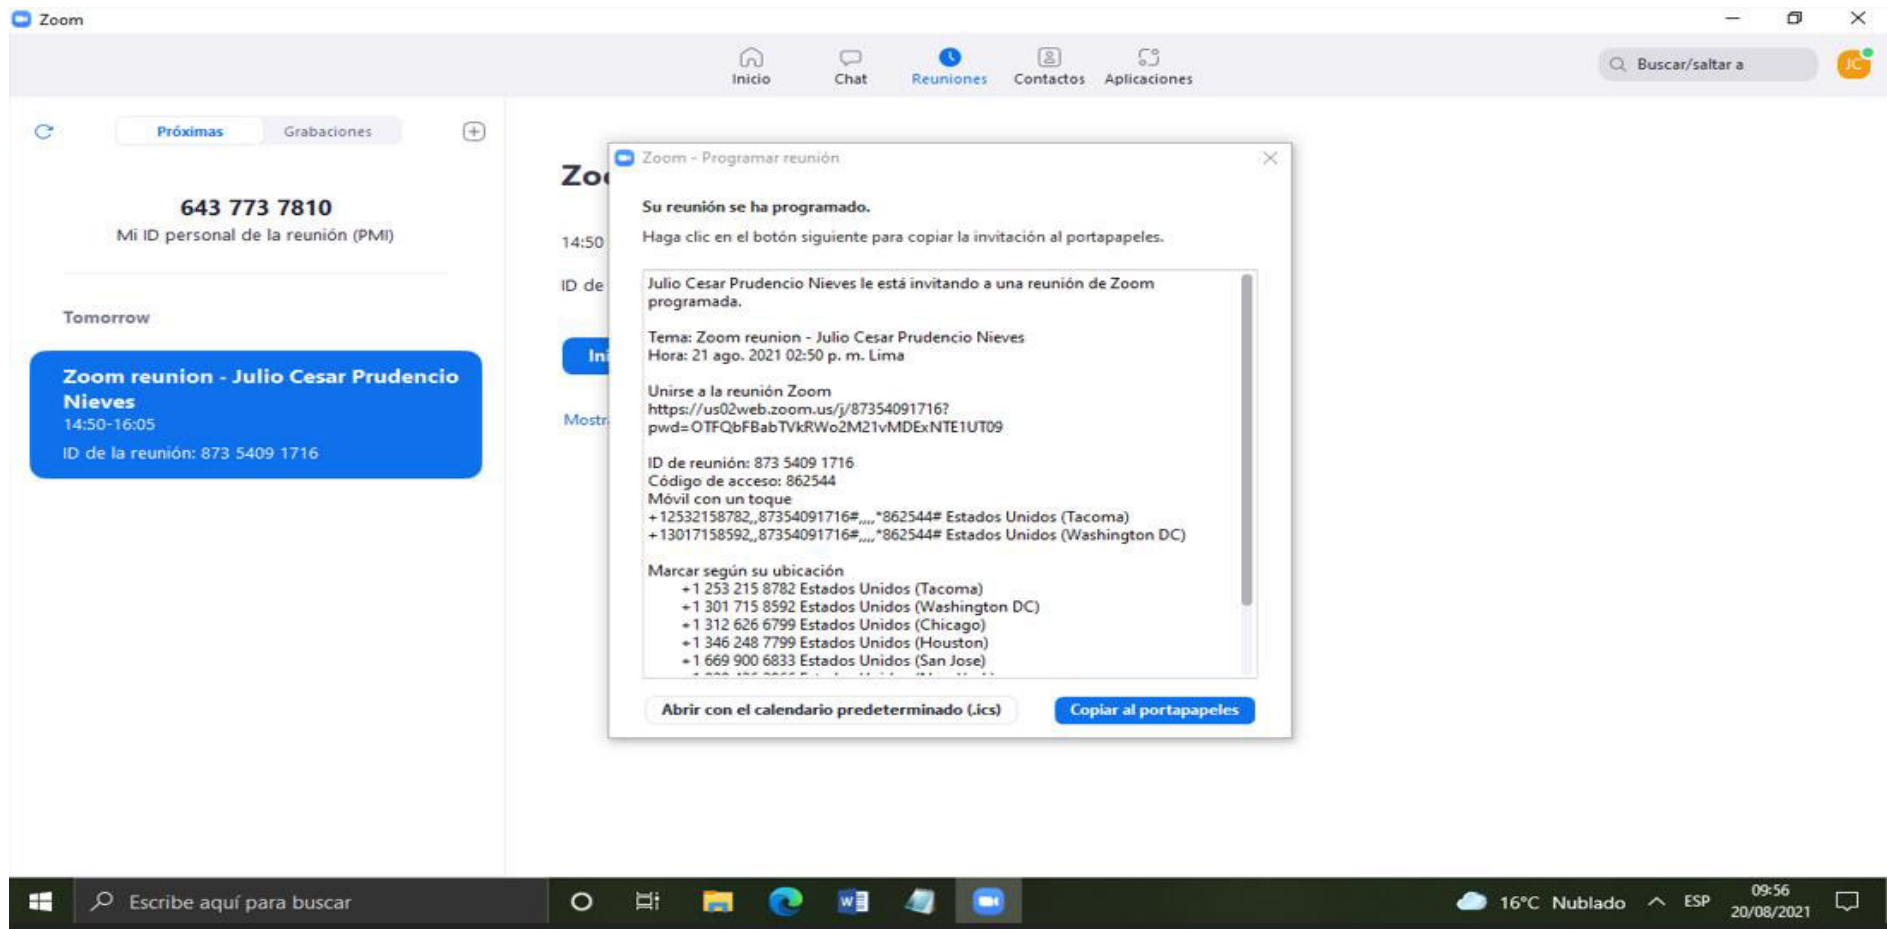 Zoom
Inicio
Chat
Reuniones
Contactos
Aplicaciones
Buscar/saltar a
JC
Próximas
Grabaciones
643 773 7810
Mi ID personal de la reunión (PMI)
Tomorrow
Zoom reunion - Julio Cesar Prudencio
Nieves
14:50-16:05
ID de la reunión: 873 5409 1716
14:50
ID de
Zoom - Programar reunión
Su reunión se ha programado.
Haga clic en el botón siguiente para copiar la invitación al portapapeles.
Julio Cesar Prudencio Nieves le está invitando a una reunión de Zoom
programada.
Tema: Zoom reunion - Julio Cesar Prudencio Nieves
Hora: 21 ago. 2021 02:50 p. m. Lima
Unirse a la reunión Zoom
https://us02web.zoom.us/j/87354091716?
pwd=OTFQbFBabTVkRWo2M21vMDExNTE1UT09
ID de reunión: 873 5409 1716
Código de acceso: 862544
Móvil con un toque
+12532158782,,87354091716#,,,,*862544# Estados Unidos (Tacoma)
+13017158592,,87354091716#,,,,*862544# Estados Unidos (Washington DC)
Marcar según su ubicación
+1 253 215 8782 Estados Unidos (Tacoma)
+1 301 715 8592 Estados Unidos (Washington DC)
+1 312 626 6799 Estados Unidos (Chicago)
+1 346 248 7799 Estados Unidos (Houston)
+1 669 900 6833 Estados Unidos (San Jose)
Abrir con el calendario predeterminado (.ics)
Copiar al portapapeles
Escribe aquí para buscar
16°C Nublado
ESP
09:56
20/08/2021